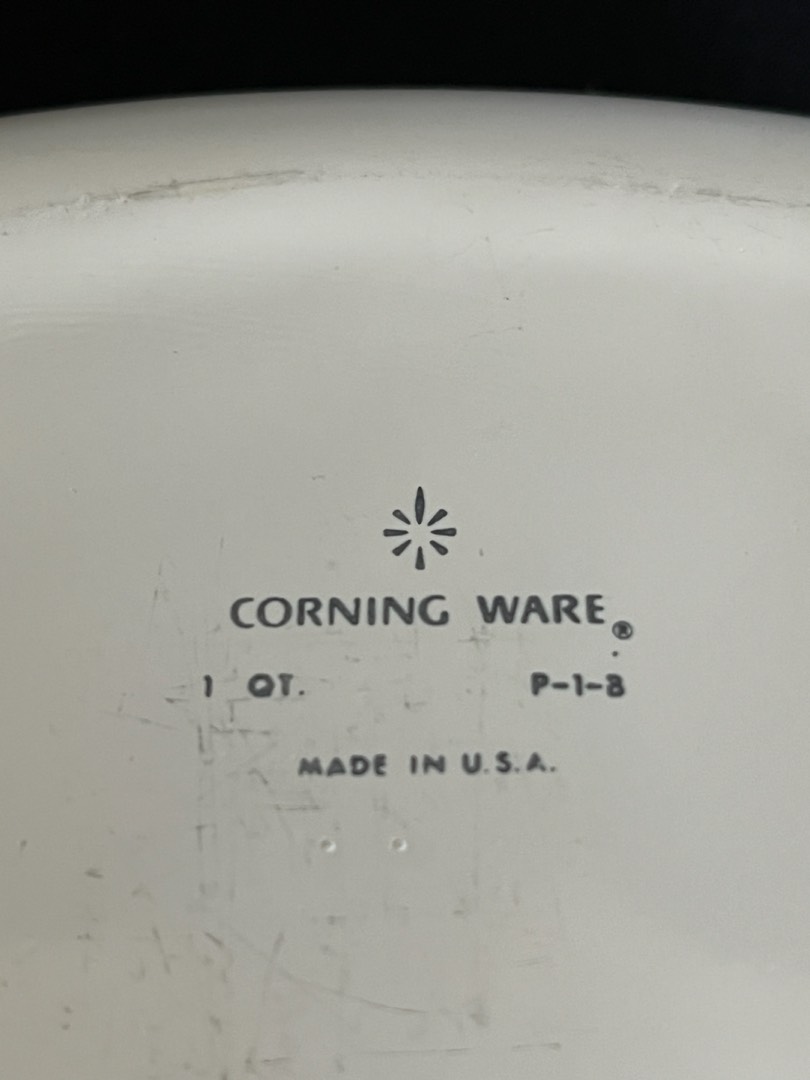 CORNING WARE®
1 QT. P-1-B
MADE IN U.S.A.